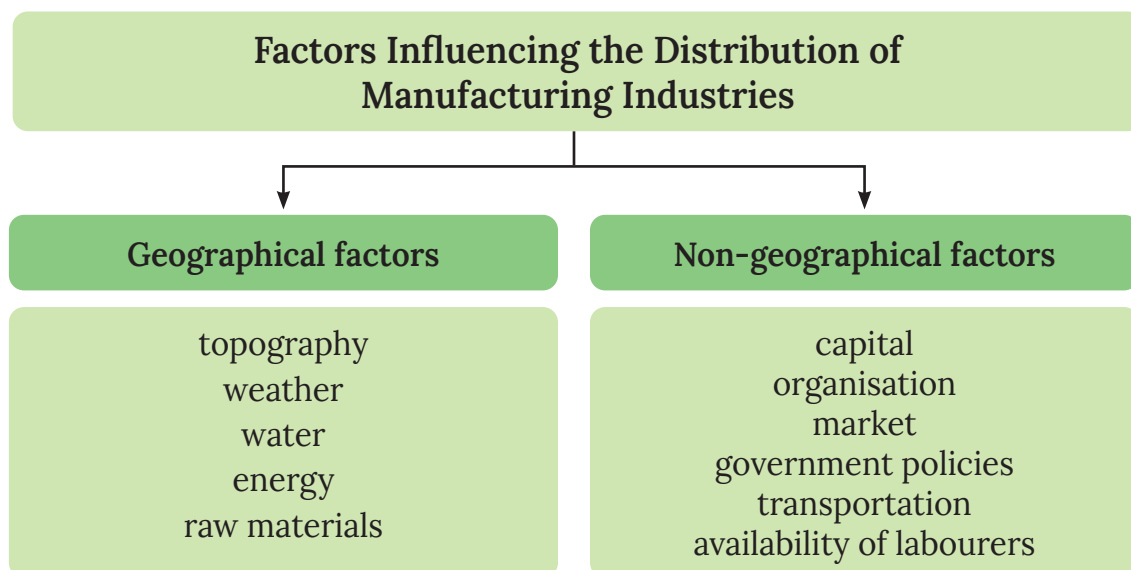 Factors Influencing the Distribution of
Manufacturing Industries
Geographical factors
topography
weather
water
energy
raw materials
Non-geographical factors
capital
organisation
market
government policies
transportation
availability of labourers